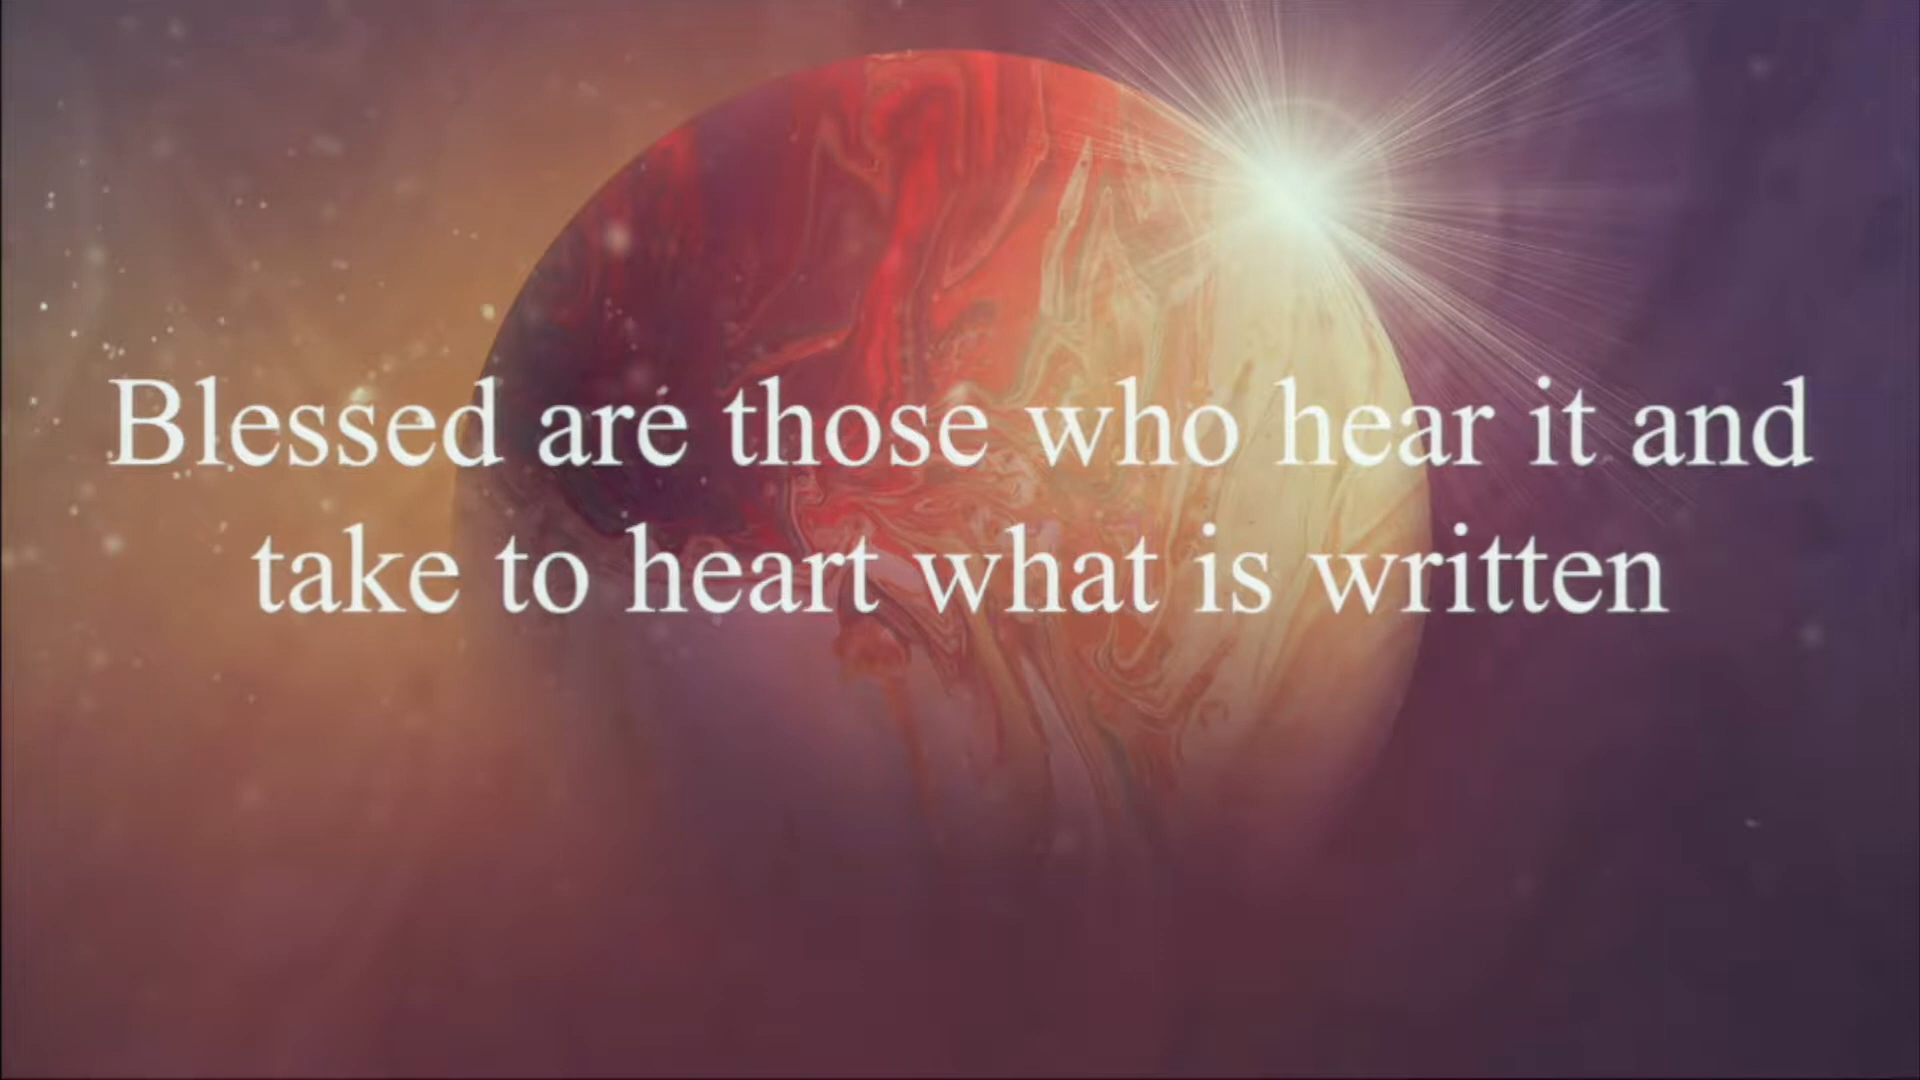 Blessed are those who hear it and
take to heart what is written